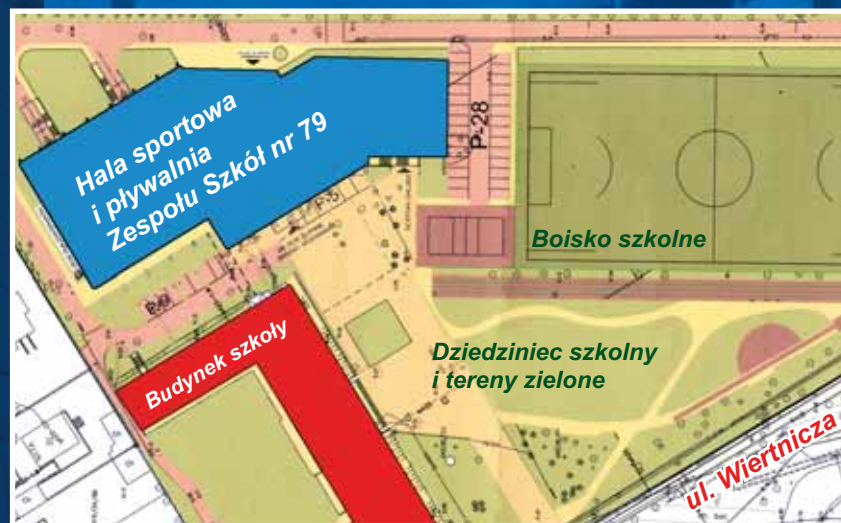 Hala sportowa
i pływalnia
Zespołu Szkół nr 79
P-28
Boisko szkolne
Budynek szkoły
Dziedziniec szkolny
i tereny zielone
ul. Wiertnicza